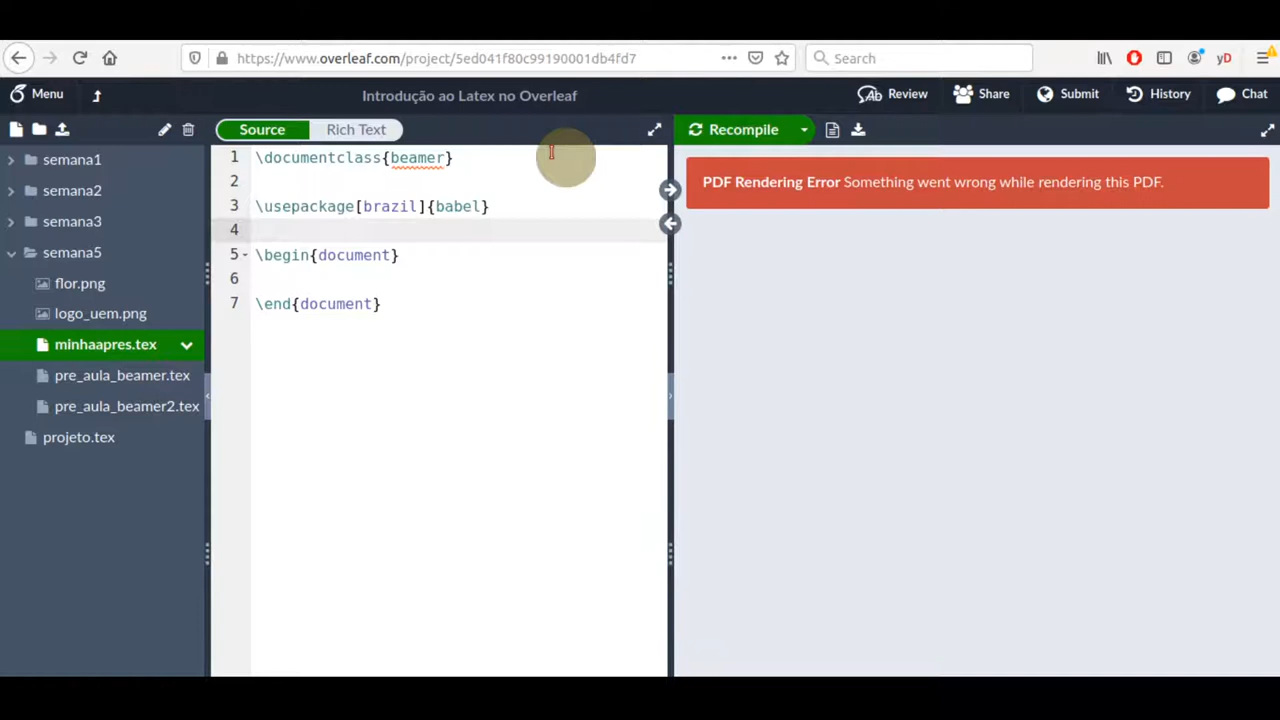 https://www.overleaf.com/project/5ed041f80c99190001db4fd7
Search
yD
Menu
Introdução ao Latex no Overleaf
Review
Share
Submit
History
Chat
Source
Rich Text
Recompile
semana1
semana2
semana3
semana5
flor.png
logo_uem.png
minhaapres.tex
pre_aula_beamer.tex
pre_aula_beamer2.tex
projeto.tex
1 \documentclass{beamer}
2
3 \usepackage[brazil]{babel}
4
5 \begin{document}
6
7 \end{document}
PDF Rendering Error Something went wrong while rendering this PDF.